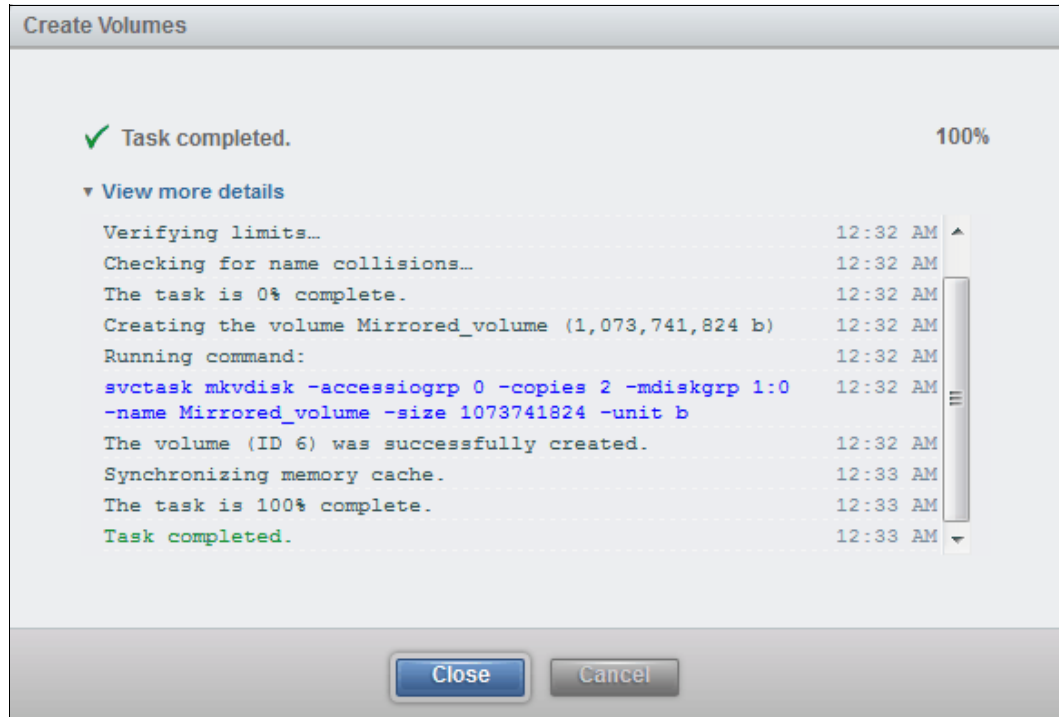 Create Volumes
Task completed. 100%
View more details
Verifying limits… 12:32 AM
Checking for name collisions… 12:32 AM
The task is 0% complete. 12:32 AM
Creating the volume Mirrored_volume (1,073,741,824 b) 12:32 AM
Running command: 12:32 AM
svctask mkvdisk -accessiogrp 0 -copies 2 -mdiskgrp 1:0 12:32 AM
-name Mirrored_volume -size 1073741824 -unit b
The volume (ID 6) was successfully created. 12:32 AM
Synchronizing memory cache. 12:33 AM
The task is 100% complete. 12:33 AM
Task completed. 12:33 AM
Close Cancel